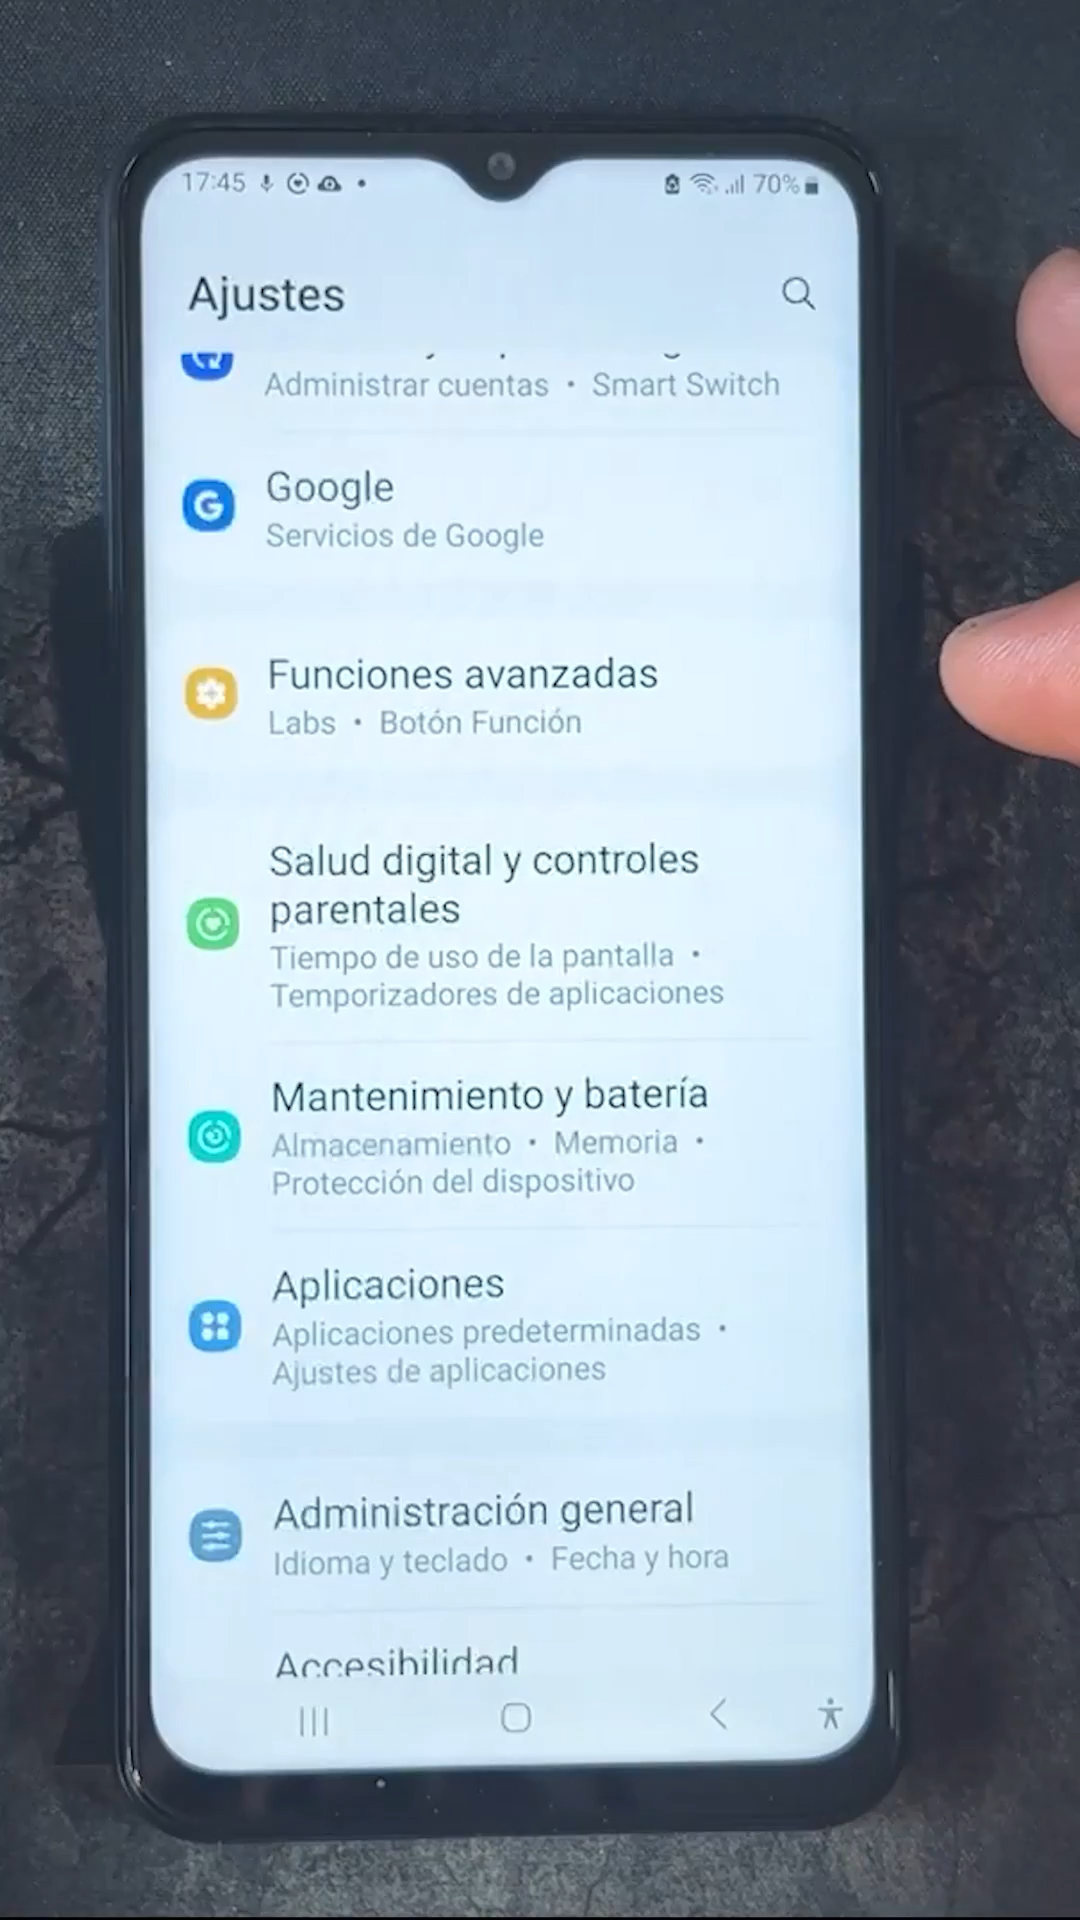 17:45
70%
Ajustes
Administrar cuentas • Smart Switch
G
Google
Servicios de Google
Funciones avanzadas
Labs • Botón Función
Salud digital y controles
parentales
Tiempo de uso de la pantalla •
Temporizadores de aplicaciones
Mantenimiento y batería
Almacenamiento • Memoria •
Protección del dispositivo
Aplicaciones
Aplicaciones predeterminadas •
Ajustes de aplicaciones
Administración general
Idioma y teclado • Fecha y hora
Accesibilidad